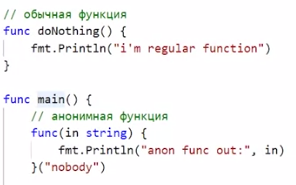 // обычная функция
func doNothing() {
    fmt.Println("i'm regular function")
}

func main() {
    // анонимная функция
    func(in string) {
        fmt.Println("anon func out:", in)
    }("nobody")